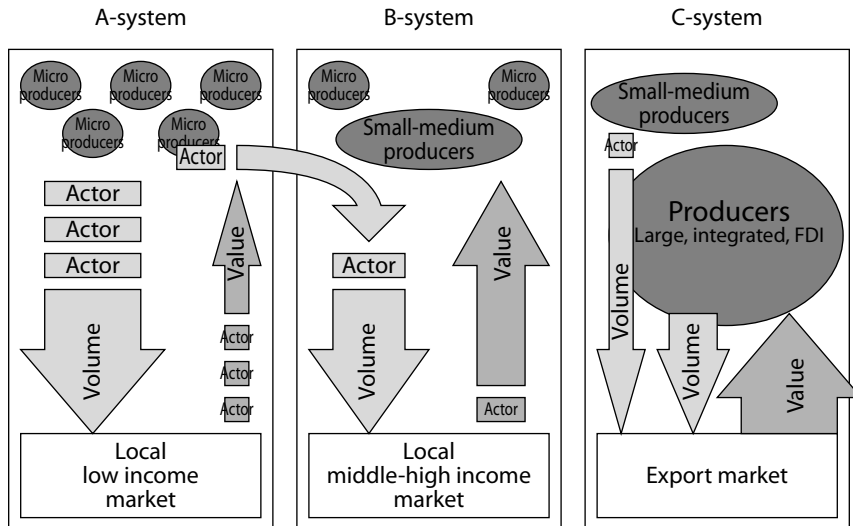 A-system
B-system
C-system
Micro
producers
Micro
producers
Micro
producers
Micro
producers
Micro
producers
Actor
Actor
Actor
Actor
Volume
Value
Actor
Actor
Actor
Local
low income
market
Micro
producers
Micro
producers
Small-medium
producers
Actor
Volume
Value
Actor
Local
middle-high income
market
Small-medium
producers
Actor
Producers
Large, integrated, FDI
Volume
Volume
Value
Export market